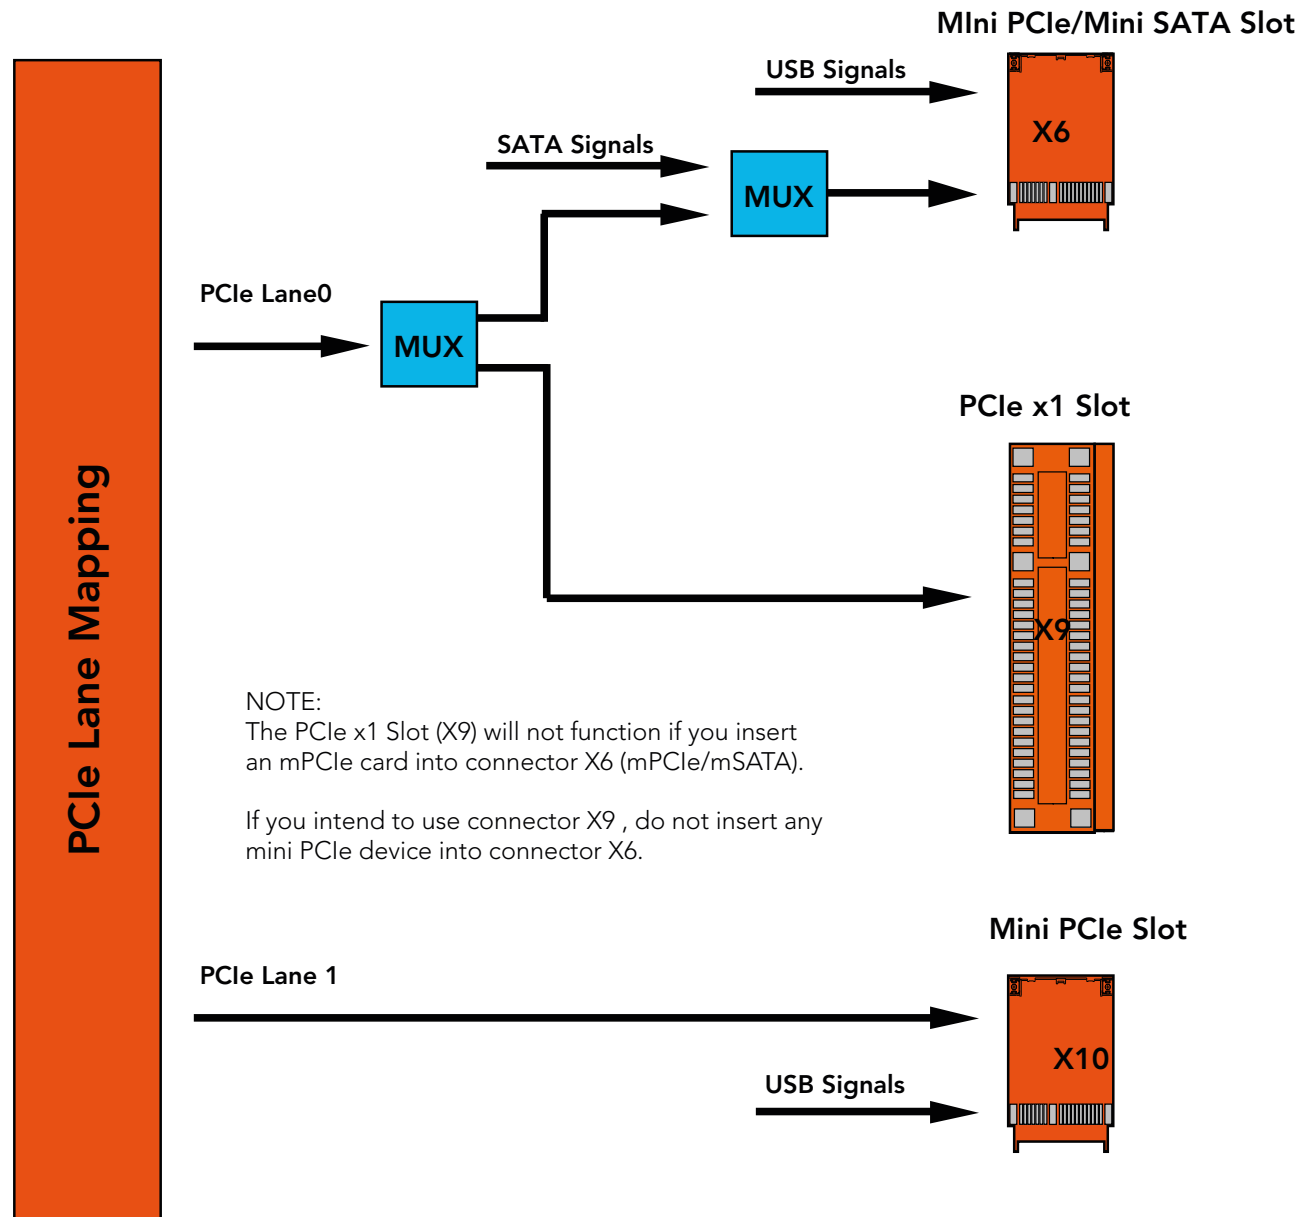 MIni PCIe/Mini SATA Slot
USB Signals
X6
SATA Signals
MUX
PCIe Lane0
MUX
PCIe x1 Slot
X9
PCIe Lane Mapping
NOTE:
The PCIe x1 Slot (X9) will not function if you insert
an mPCIe card into connector X6 (mPCIe/mSATA).
If you intend to use connector X9 , do not insert any
mini PCIe device into connector X6.
Mini PCIe Slot
PCIe Lane 1
X10
USB Signals